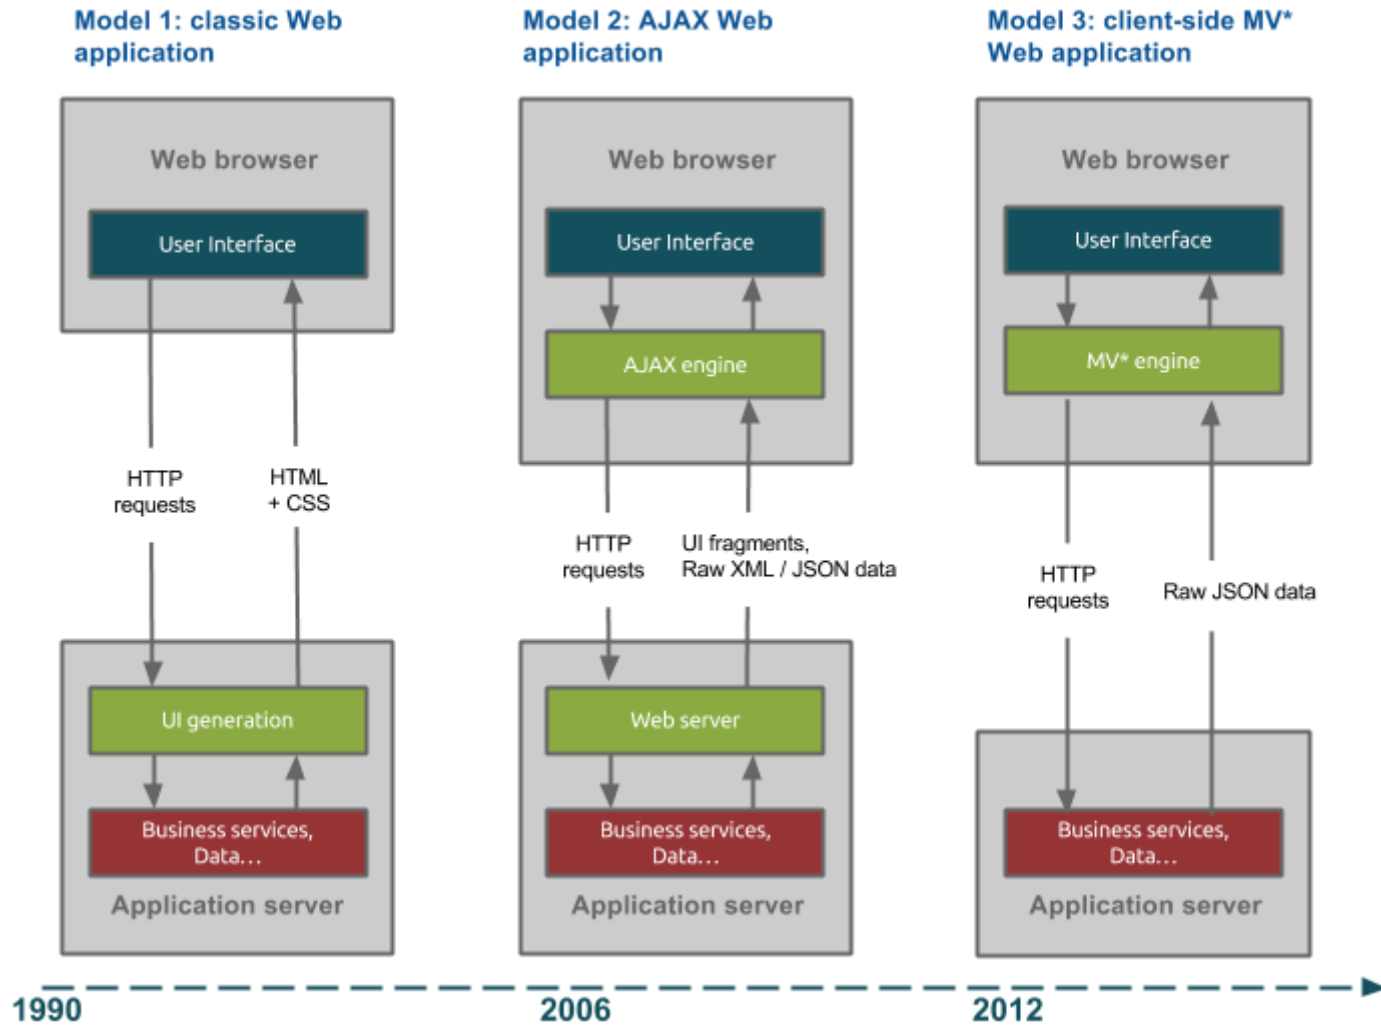 Model 1: classic Web
application
Web browser
User Interface
HTTP
requests
HTML
+ CSS
UI generation
Business services,
Data…
Application server
Model 2: AJAX Web
application
Web browser
User Interface
AJAX engine
HTTP
requests
UI fragments,
Raw XML / JSON data
Web server
Business services,
Data…
Application server
Model 3: client-side MV*
Web application
Web browser
User Interface
MV* engine
HTTP
requests
Raw JSON data
Business services,
Data…
Application server
1990
2006
2012